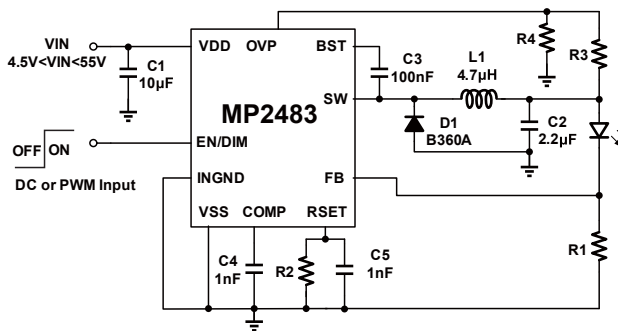 VIN
4.5V<VIN<55V
C1
10μF
VDD
OVP
BST
C3
100nF
L1
4.7μH
R4
R3
SW
MP2483
D1
B360A
C2
2.2μF
OFF
ON
EN/DIM
DC or PWM Input
INGND
FB
VSS
COMP
RSET
C4
1nF
R2
C5
1nF
R1